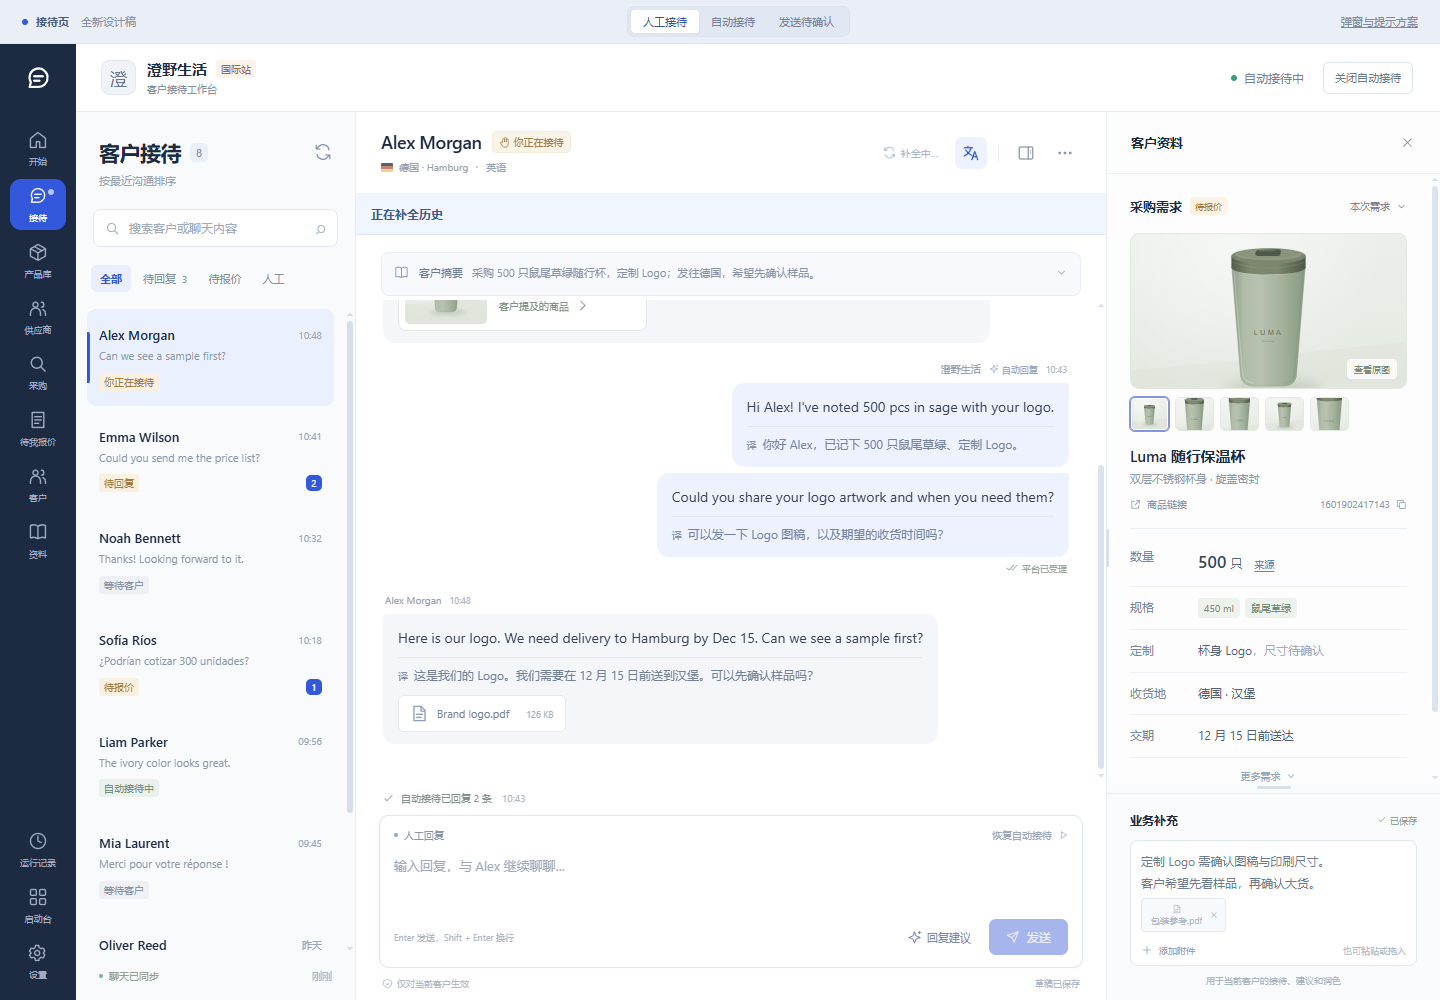 接待页 全新设计稿
人工接待 自动接待 发送待确认
弹窗与提示方案
澄
澄野生活 国际站
客户接待工作台
自动接待中
关闭自动接待
开始
接待
产品库
供应商
采购
待我报价
客户
资料
运行记录
启动台
设置
客户接待 8
按最近沟通排序
搜索客户或聊天内容
全部 待回复 3 待报价 人工
Alex Morgan 10:48
Can we see a sample first?
你正在接待
Emma Wilson 10:41
Could you send me the price list?
待回复 2
Noah Bennett 10:32
Thanks! Looking forward to it.
等待客户
Sofía Ríos 10:18
¿Podrían cotizar 300 unidades?
待报价 1
Liam Parker 09:56
The ivory color looks great.
自动接待中
Mia Laurent 09:45
Merci pour votre réponse !
等待客户
Oliver Reed 昨天
聊天已同步 刚刚
Alex Morgan 你正在接待
德国 · Hamburg · 英语
补全中...
正在补全历史
客户摘要 采购 500 只鼠尾草绿随行杯，定制 Logo；发往德国，希望先确认样品。
客户提及的商品
澄野生活 自动回复 10:43
Hi Alex! I've noted 500 pcs in sage with your logo.
译 你好 Alex，已记下 500 只鼠尾草绿、定制 Logo。
Could you share your logo artwork and when you need them?
译 可以发一下 Logo 图稿，以及期望的收货时间吗？
平台已受理
Alex Morgan 10:48
Here is our logo. We need delivery to Hamburg by Dec 15. Can we see a sample first?
译 这是我们的 Logo。我们需要在 12 月 15 日前送到汉堡。可以先确认样品吗？
Brand logo.pdf 126 KB
自动接待已回复 2 条 10:43
人工回复
恢复自动接待
输入回复，与 Alex 继续聊聊...
Enter 发送，Shift + Enter 换行
回复建议
发送
仅对当前客户生效
草稿已保存
客户资料
采购需求 待报价
本次需求
LUMA
查看原图
Luma 随行保温杯
双层不锈钢杯身 · 旋盖密封
商品链接 1601902417143
数量 500 只 来源
规格 450 ml 鼠尾草绿
定制 杯身 Logo，尺寸待确认
收货地 德国 · 汉堡
交期 12 月 15 日前送达
更多需求
业务补充 已保存
定制 Logo 需确认图稿与印刷尺寸。
客户希望先看样品，再确认大货。
包装参考.pdf
添加附件 也可粘贴或拖入
用于当前客户的接待、建议和润色